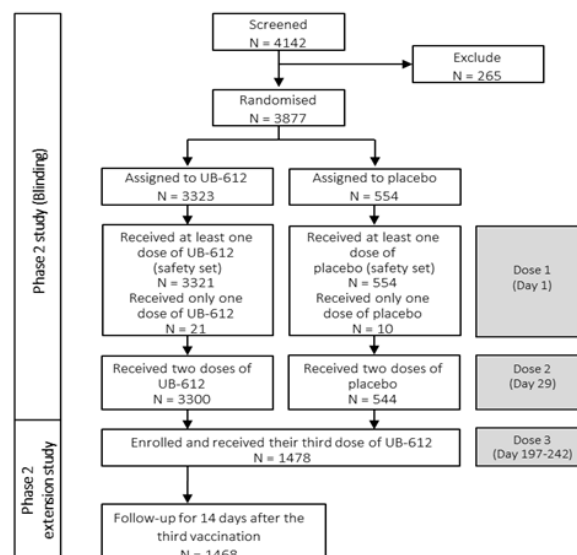 Screened
N = 4142
Exclude
N = 265
Randomised
N = 3877
Phase 2 study (Blinding)
Assigned to UB-612
N = 3323
Assigned to placebo
N = 554
Received at least one
dose of UB-612
(safety set)
3321
Received only one
dose of UB-612
N = 21
Received at least one
dose of
placebo (safety set)
N = 554
Received only one
dose of placebo
N = 10
Dose 1
(Day 1)
Received two doses of
UB-612
N = 3300
Received two doses of
placebo
N = 544
Dose 2
(Day 29)
Phase 2
extension study
Enrolled and received their third dose of UB-612
N = 1478
Dose 3
(Day 197-242)
Follow-up for 14 days after the
third vaccination
N = 1468